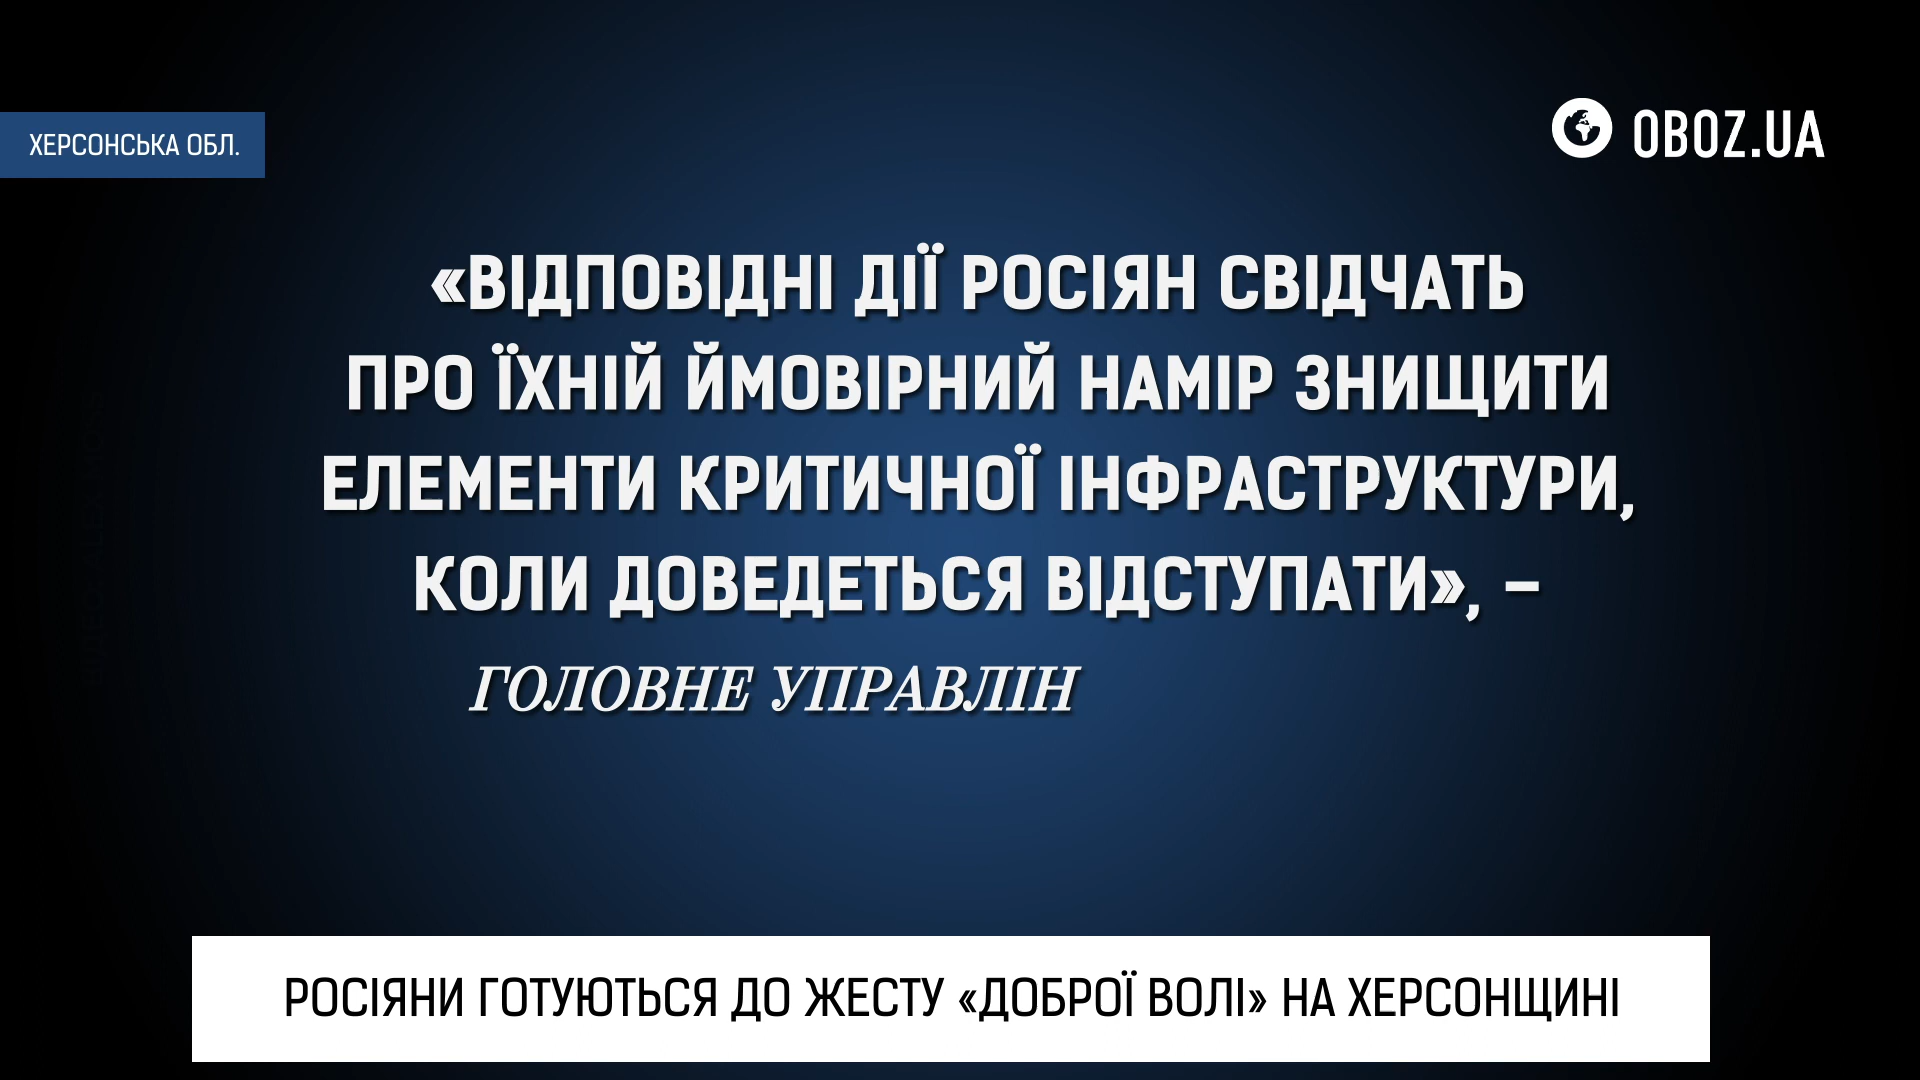 ХЕРСОНСЬКА ОБЛ.
OBOZ.UA
«ВІДПОВІДНІ ДІЇ РОСІЯН СВІДЧАТЬ
ПРО ЇХНІЙ ЙМОВІРНИЙ НАМІР ЗНИЩИТИ
ЕЛЕМЕНТИ КРИТИЧНОЇ ІНФРАСТРУКТУРИ,
КОЛИ ДОВЕДЕТЬСЯ ВІДСТУПАТИ», –
ГОЛОВНЕ УПРАВЛІН
РОСІЯНИ ГОТУЮТЬСЯ ДО ЖЕСТУ «ДОБРОЇ ВОЛІ» НА ХЕРСОНЩИНІ